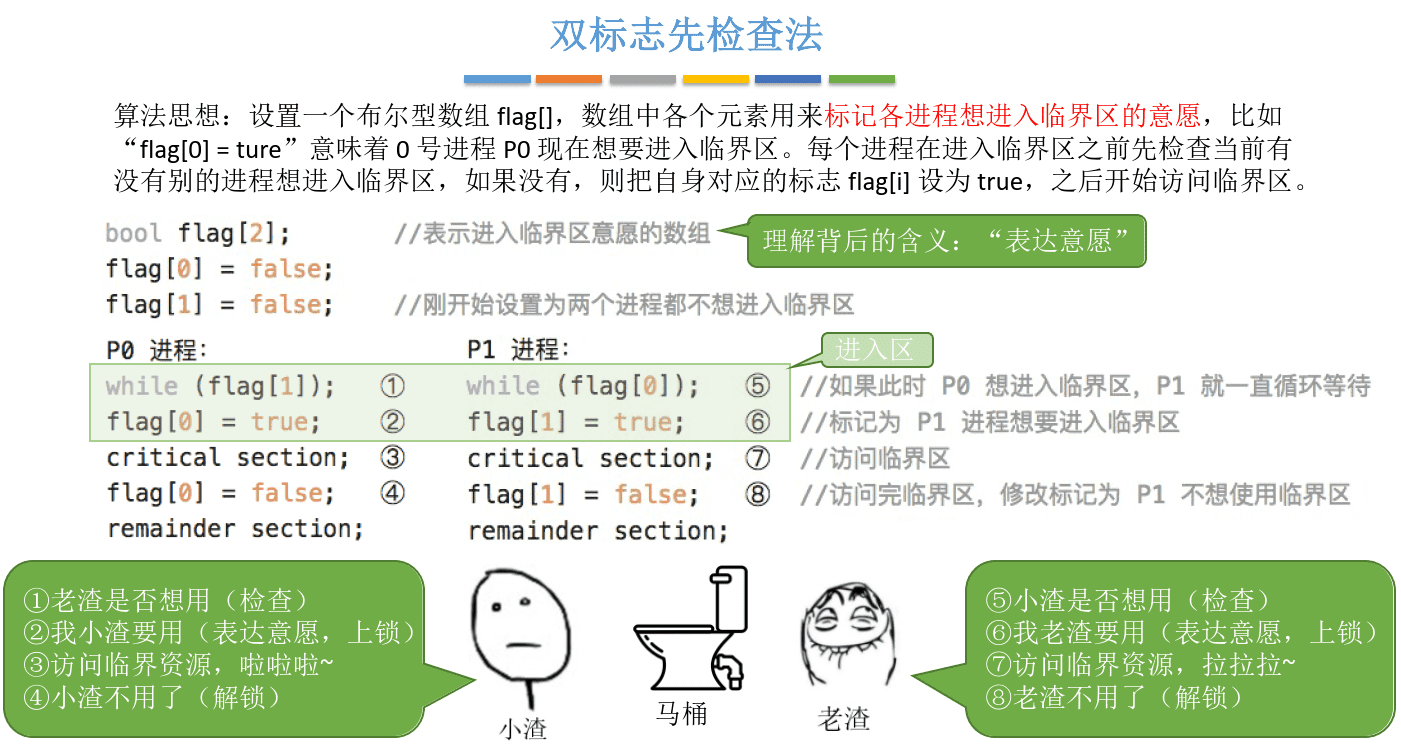 双标志先检查法
算法思想：设置一个布尔型数组 flag[]，数组中各个元素用来标记各进程想进入临界区的意愿，比如
“flag[0] = ture”意味着 0 号进程 P0 现在想要进入临界区。每个进程在进入临界区之前先检查当前有
没有别的进程想进入临界区，如果没有，则把自身对应的标志 flag[i] 设为 true，之后开始访问临界区。
bool flag[2]; //表示进入临界区意愿的数组
理解背后的含义：“表达意愿”
flag[0] = false;
flag[1] = false; //刚开始设置为两个进程都不想进入临界区
P0 进程: P1 进程:
进入区
while (flag[1]); ① while (flag[0]); ⑤ //如果此时 P0 想进入临界区，P1 就一直循环等待
flag[0] = true; ② flag[1] = true; ⑥ //标记为 P1 进程想要进入临界区
critical section; ③ critical section; ⑦ //访问临界区
flag[0] = false; ④ flag[1] = false; ⑧ //访问完临界区，修改标记为 P1 不想使用临界区
remainder section; remainder section;
①老渣是否想用（检查）
②我小渣要用（表达意愿，上锁）
③访问临界资源，啦啦啦~
④小渣不用了（解锁）
小渣
马桶
老渣
⑤小渣是否想用（检查）
⑥我老渣要用（表达意愿，上锁）
⑦访问临界资源，拉拉拉~
⑧老渣不用了（解锁）